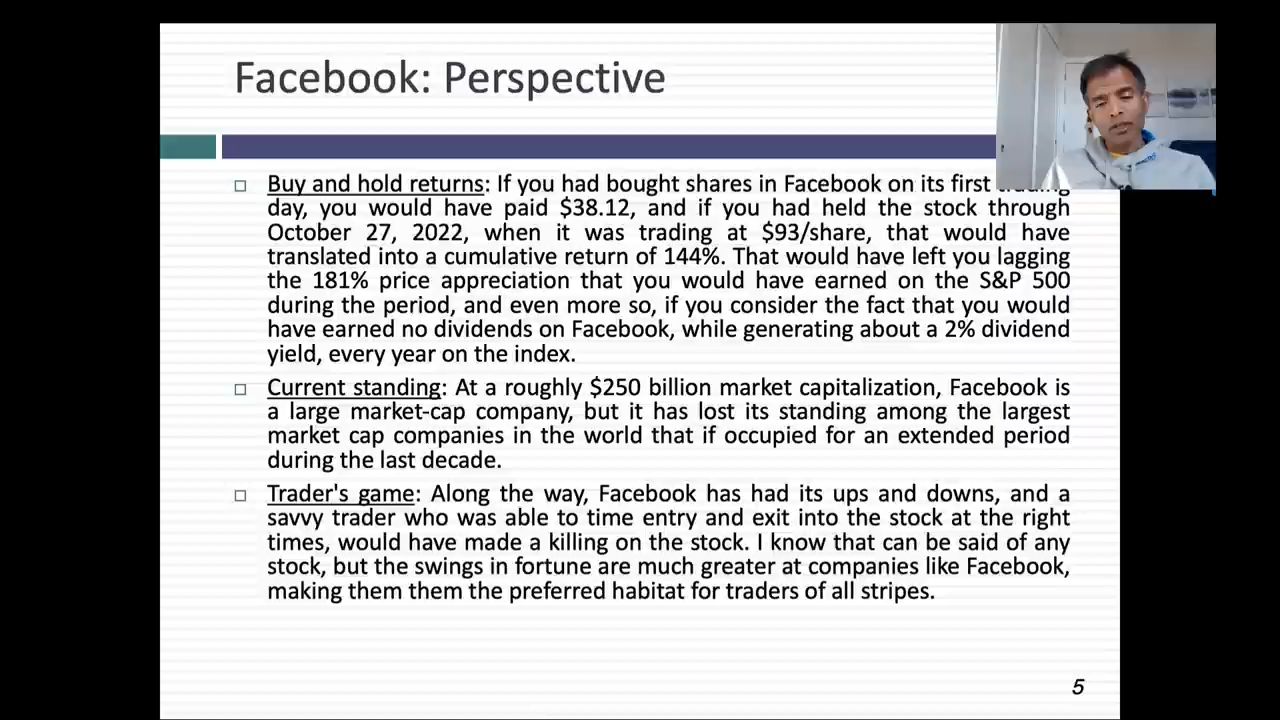 Facebook: Perspective
Buy and hold returns: If you had bought shares in Facebook on its first
day, you would have paid $38.12, and if you had held the stock through
October 27, 2022, when it was trading at $93/share, that would have
translated into a cumulative return of 144%. That would have left you lagging
the 181% price appreciation that you would have earned on the S&P 500
during the period, and even more so, if you consider the fact that you would
have earned no dividends on Facebook, while generating about a 2% dividend
yield, every year on the index.
Current standing: At a roughly $250 billion market capitalization, Facebook is
a large market-cap company, but it has lost its standing among the largest
market cap companies in the world that if occupied for an extended period
during the last decade.
Trader's game: Along the way, Facebook has had its ups and downs, and a
savvy trader who was able to time entry and exit into the stock at the right
times, would have made a killing on the stock. I know that can be said of any
stock, but the swings in fortune are much greater at companies like Facebook,
making them them the preferred habitat for traders of all stripes.
5